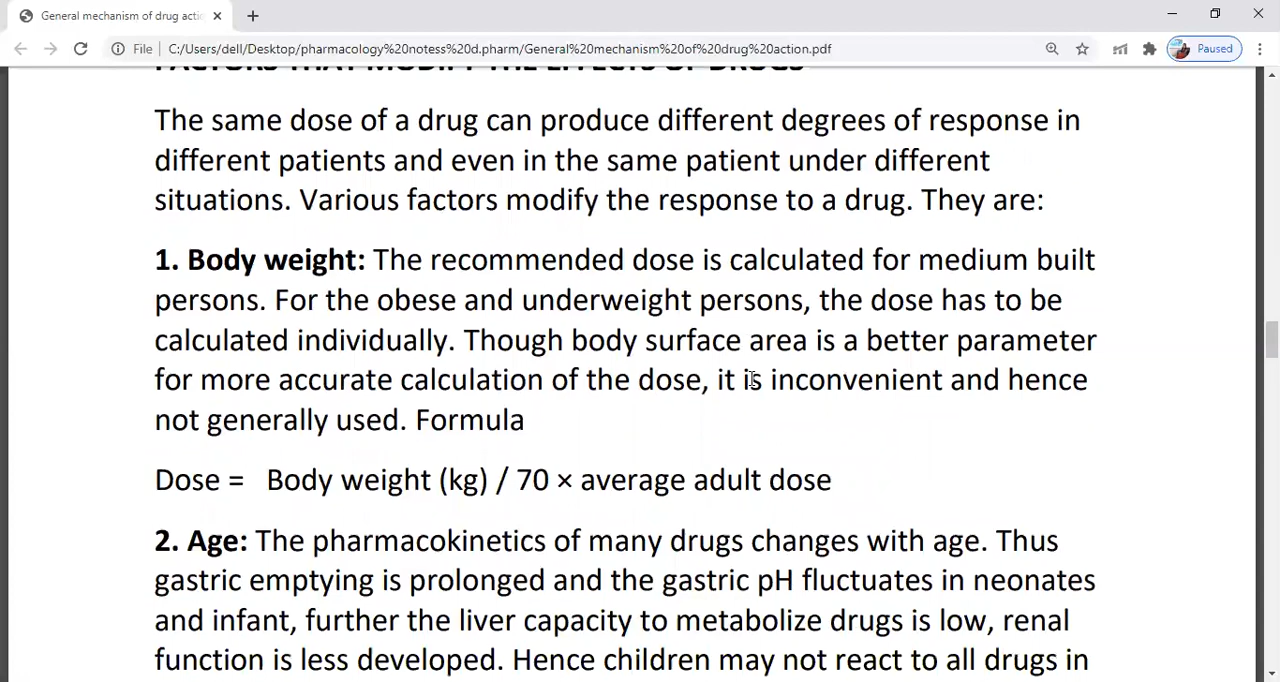 General mechanism of drug acti
File
C:/Users/dell/Desktop/pharmacology%20notess%20d.pharm/General%20mechanism%20of%20drug%20action.pdf
Paused
FACTORS THAT MODIFY THE EFFECTS OF DRUGS
The same dose of a drug can produce different degrees of response in
different patients and even in the same patient under different
situations. Various factors modify the response to a drug. They are:
1. Body weight: The recommended dose is calculated for medium built
persons. For the obese and underweight persons, the dose has to be
calculated individually. Though body surface area is a better parameter
for more accurate calculation of the dose, it is inconvenient and hence
not generally used. Formula
Dose = Body weight (kg) / 70 × average adult dose
2. Age: The pharmacokinetics of many drugs changes with age. Thus
gastric emptying is prolonged and the gastric pH fluctuates in neonates
and infant, further the liver capacity to metabolize drugs is low, renal
function is less developed. Hence children may not react to all drugs in